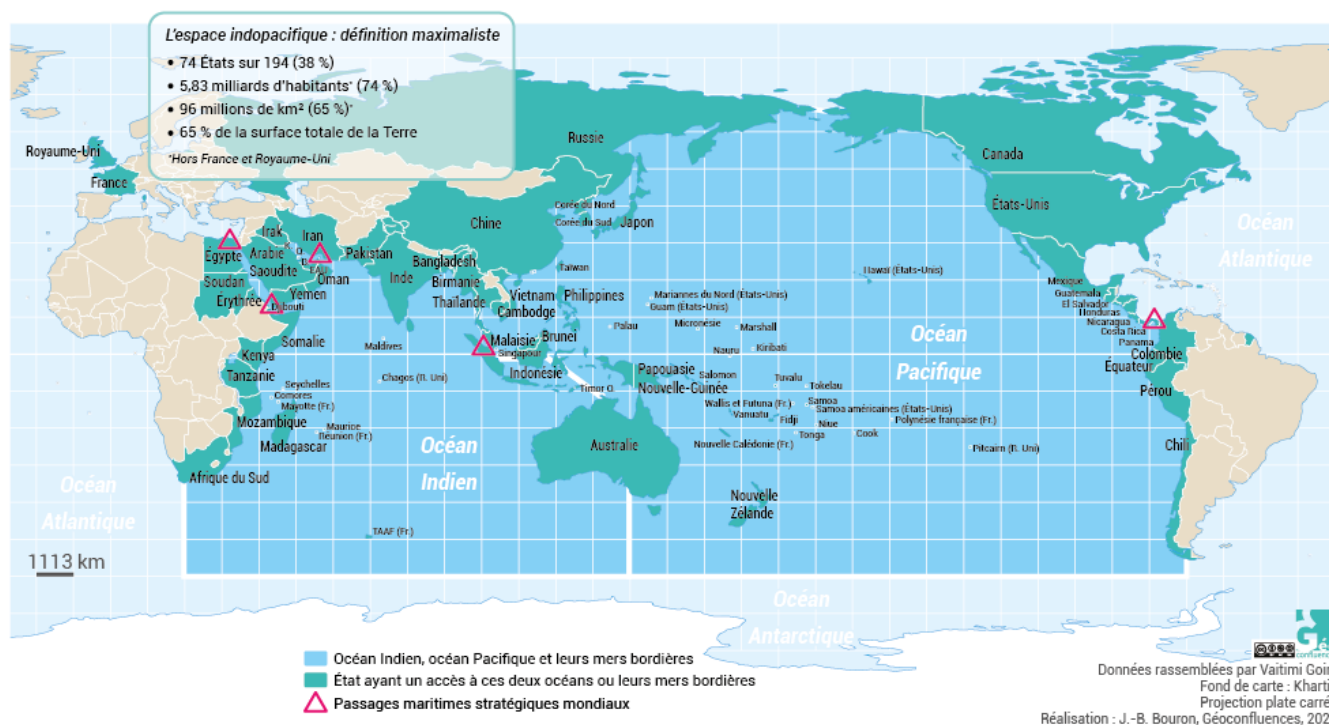 L'espace indopacifique : définition maximaliste
• 74 États sur 194 (38 %)
• 5,83 milliards d'habitants* (74 %)
• 96 millions de km² (65 %)*
• 65 % de la surface totale de la Terre
*Hors France et Royaume-Uni
Royaume-Uni
France
Russie
Canada
États-Unis
Océan
Atlantique
Chine
Corée du Nord
Corée du Sud
Japon
Irak
Iran
Égypte
Arabie
Saoudite
K.
Q.
EAU
Oman
Pakistan
Inde
Bangladesh
Birmanie
Thaïlande
Taiwan
Hawaï (États-Unis)
Soudan
Érythrée
Yemen
Djibouti
Vietnam
Cambodge
Philippines
Mariannes du Nord (États-Unis)
Guam (États-Unis)
Palau
Micronésie
Marshall
Mexique
Guatemala
El Salvador
Honduras
Nicaragua
Costa Rica
Panama
Colombie
Équateur
Pérou
Somalie
Kenya
Tanzanie
Maldives
Malaisie
Singapour
Brunei
Indonésie
Nauru
Kiribati
Océan
Pacifique
Seychelles
Comores
Mayotte (Fr.)
Chagos (R. Uni)
Timor O.
Papouasie
Nouvelle-Guinée
Salomon
Tuvalu
Tokelau
Wallis et Futuna (Fr.)
Vanuatu
Samoa
Samoa américaines (États-Unis)
Fidji
Niue
Polynésie française (Fr.)
Tonga
Cook
Nouvelle Calédonie (Fr.)
Pitcairn (R. Uni)
Mozambique
Maurice
Réunion (Fr.)
Madagascar
Afrique du Sud
Océan
Indien
Australie
Nouvelle
Zélande
Chili
Océan
Atlantique
TAAF (Fr.)
1113 km
Océan
Antarctique
Océan Indien, océan Pacifique et leurs mers bordières
État ayant un accès à ces deux océans ou leurs mers bordières
Passages maritimes stratégiques mondiaux
Gé
confluences
Données rassemblées par Vaitimi Goin
Fond de carte : Kharti
Projection plate carré
Réalisation : J.-B. Bouron, Géoconfluences, 202